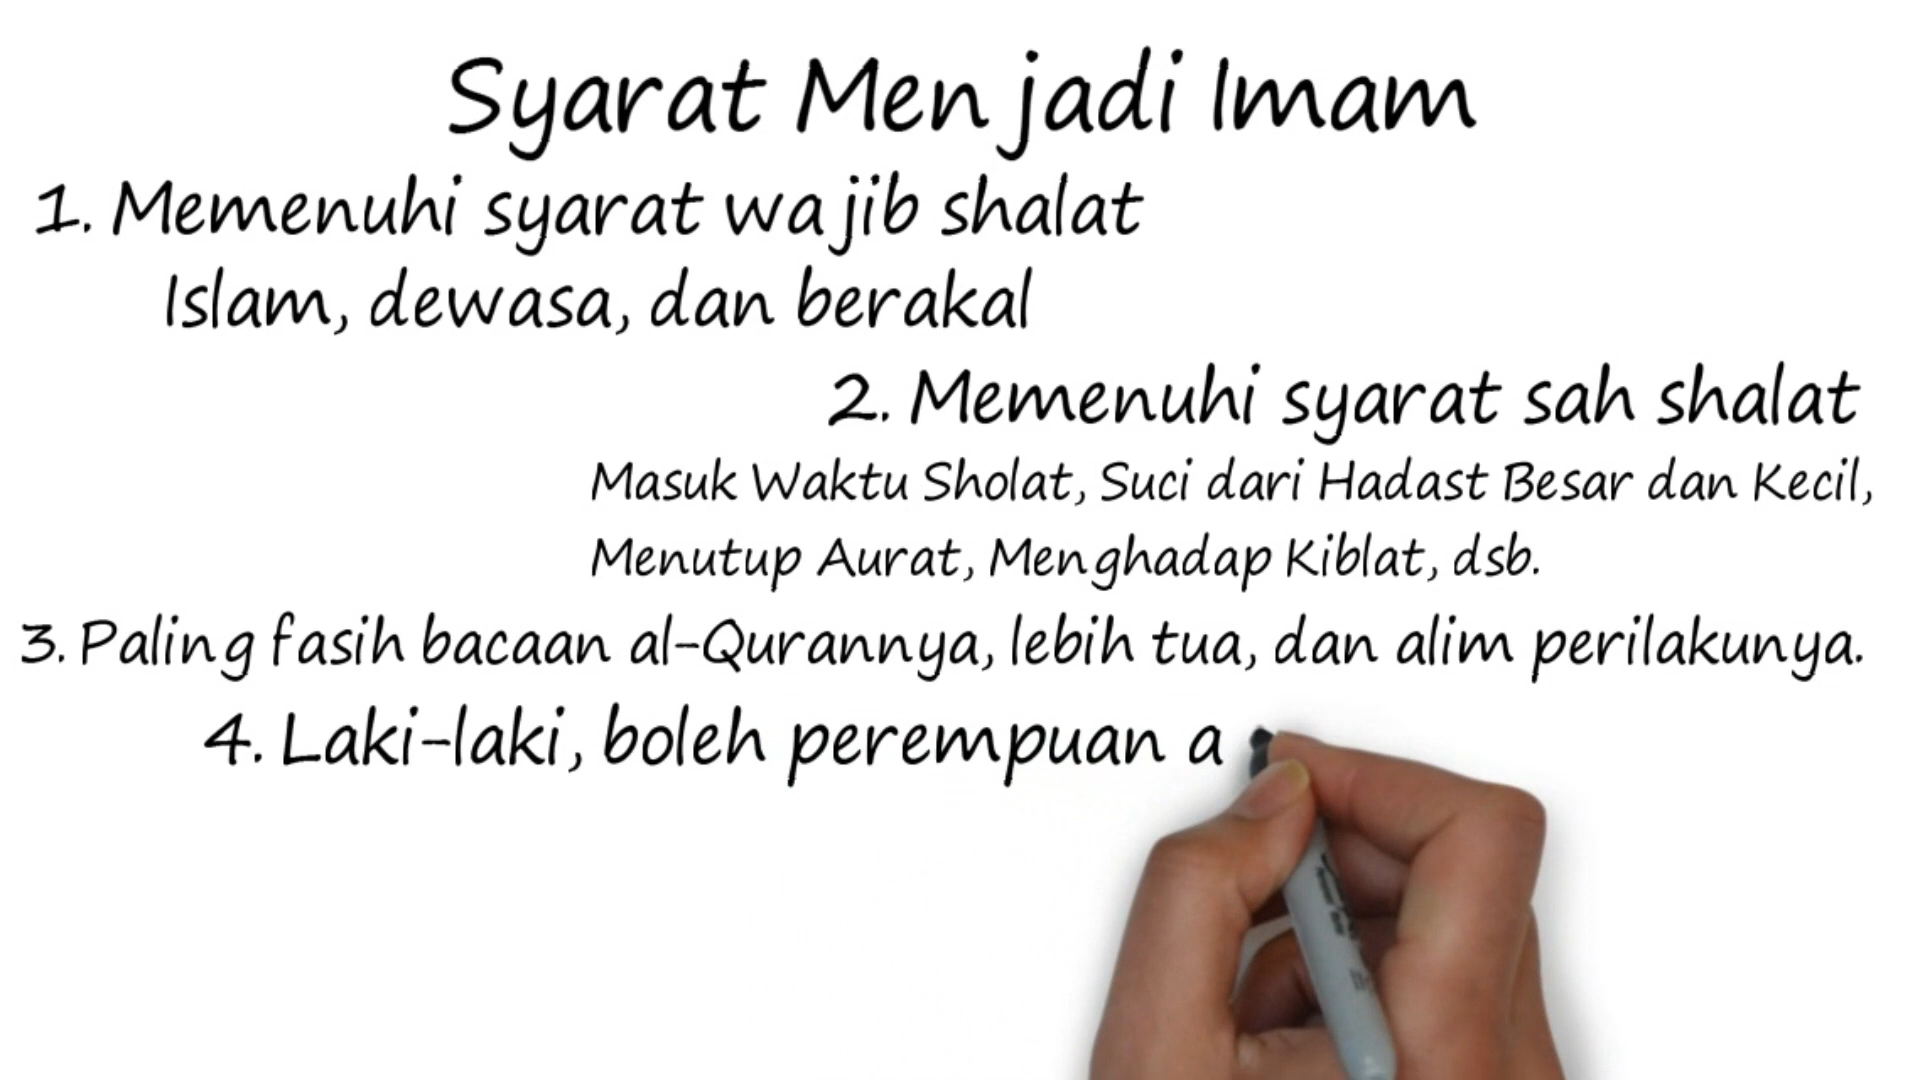 Syarat Menjadi Imam
1. Memenuhi syarat wajib shalat
Islam, dewasa, dan berakal
2. Memenuhi syarat sah shalat
Masuk Waktu Sholat, Suci dari Hadast Besar dan Kecil,
Menutup Aurat, Menghadap Kiblat, dsb.
3. Paling fasih bacaan al-Qurannya, lebih tua, dan alim perilakunya.
4. Laki-laki, boleh perempuan a